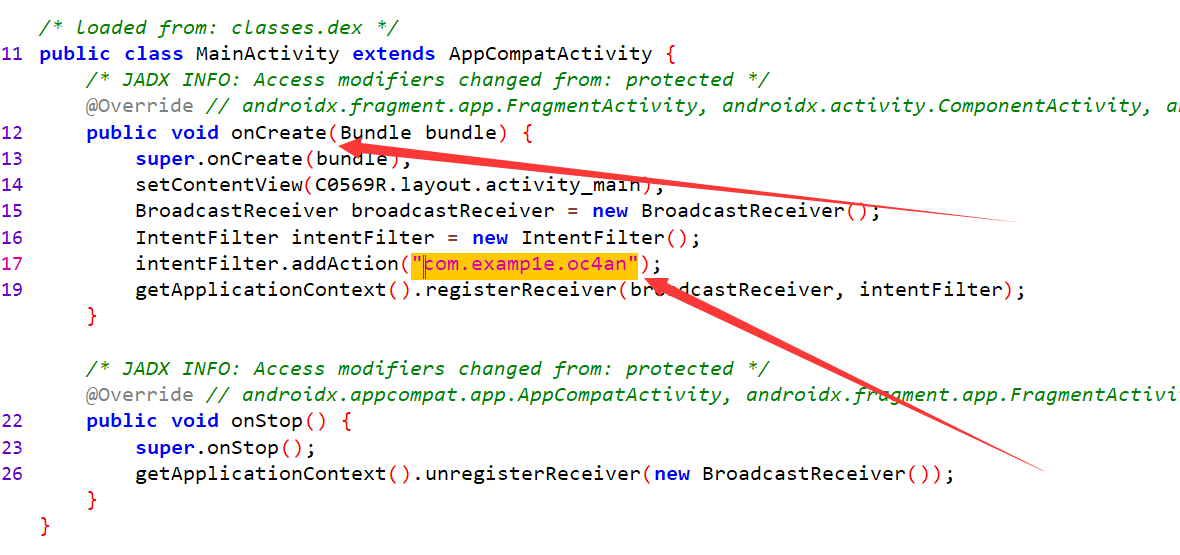 /* loaded from: classes.dex */
11 public class MainActivity extends AppCompatActivity {
/* JADX INFO: Access modifiers changed from: protected */
@Override // androidx.fragment.app.FragmentActivity, androidx.activity.ComponentActivity, a
12 public void onCreate(Bundle bundle) {
13 super.onCreate(bundle);
14 setContentView(C0569R.layout.activity_main);
15 BroadcastReceiver broadcastReceiver = new BroadcastReceiver();
16 IntentFilter intentFilter = new IntentFilter();
17 intentFilter.addAction("com.examp1e.oc4an");
19 getApplicationContext().registerReceiver(broadcastReceiver, intentFilter);
}
/* JADX INFO: Access modifiers changed from: protected */
@Override // androidx.appcompat.app.AppCompatActivity, androidx.fragment.app.FragmentActivi
22 public void onStop() {
23 super.onStop();
26 getApplicationContext().unregisterReceiver(new BroadcastReceiver());
}
}